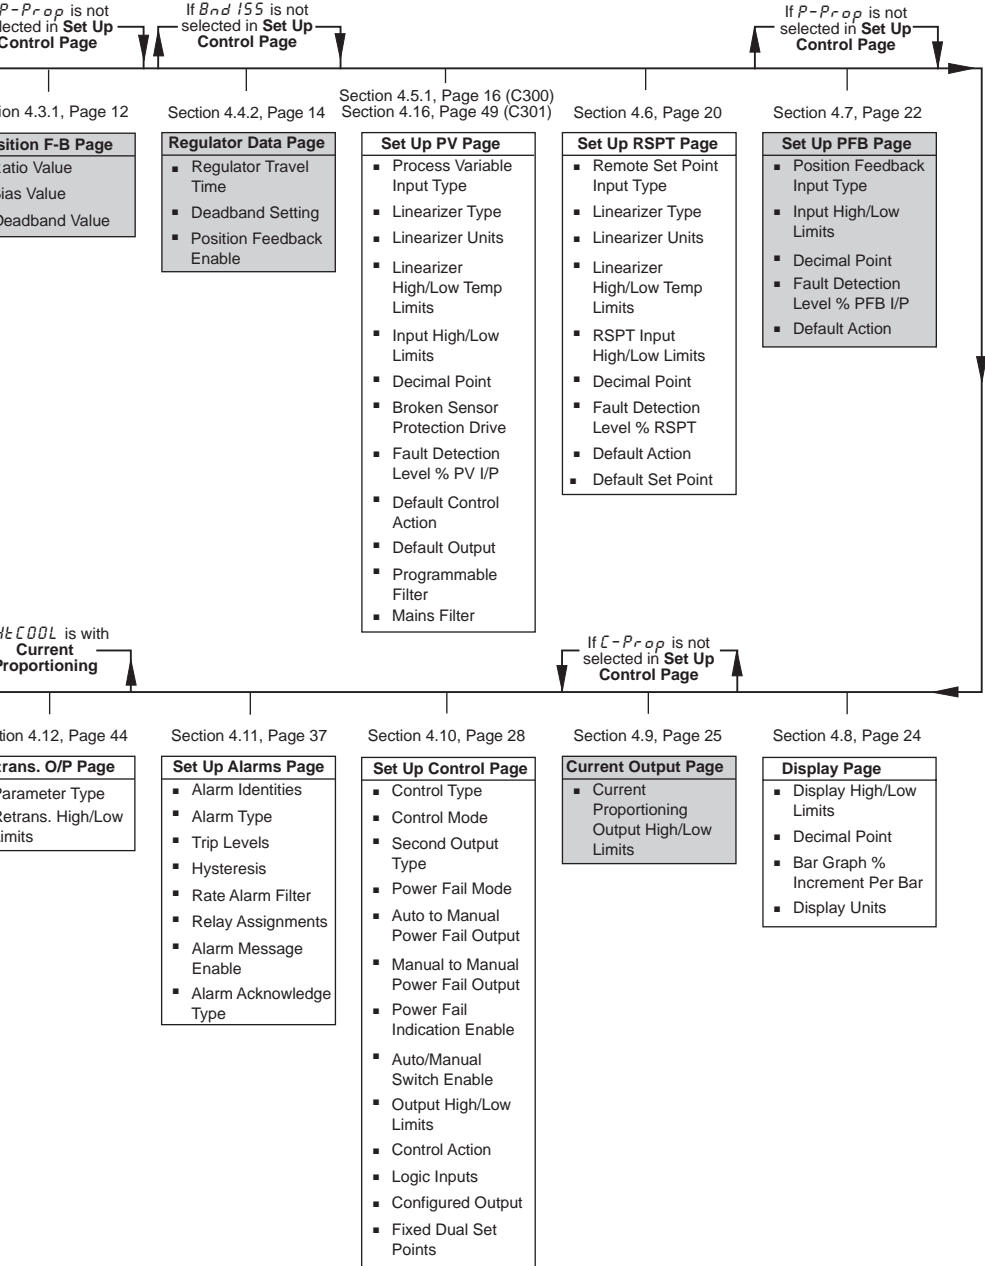 P-Prop is not
lected in Set Up
Control Page
If Bnd ISS is not
selected in Set Up
Control Page
If P-Prop is not
selected in Set Up
Control Page
ion 4.3.1, Page 12
sition F-B Page
atio Value
ias Value
Deadband Value
Section 4.4.2, Page 14
Regulator Data Page
▪ Regulator Travel
Time
▪ Deadband Setting
▪ Position Feedback
Enable
Section 4.5.1, Page 16 (C300)
Section 4.16, Page 49 (C301)
Set Up PV Page
▪ Process Variable
Input Type
▪ Linearizer Type
▪ Linearizer Units
▪ Linearizer
High/Low Temp
Limits
▪ Input High/Low
Limits
▪ Decimal Point
▪ Broken Sensor
Protection Drive
▪ Fault Detection
Level % PV I/P
▪ Default Control
Action
▪ Default Output
▪ Programmable
Filter
▪ Mains Filter
Section 4.6, Page 20
Set Up RSPT Page
▪ Remote Set Point
Input Type
▪ Linearizer Type
▪ Linearizer Units
▪ Linearizer
High/Low Temp
Limits
▪ RSPT Input
High/Low Limits
▪ Decimal Point
▪ Fault Detection
Level % RSPT
▪ Default Action
▪ Default Set Point
Section 4.7, Page 22
Set Up PFB Page
▪ Position Feedback
Input Type
▪ Input High/Low
Limits
▪ Decimal Point
▪ Fault Detection
Level % PFB I/P
▪ Default Action
HtCOOL is with
Current
Proportioning
If C-Prop is not
selected in Set Up
Control Page
tion 4.12, Page 44
rans. O/P Page
Parameter Type
Retrans. High/Low
imits
Section 4.11, Page 37
Set Up Alarms Page
▪ Alarm Identities
▪ Alarm Type
▪ Trip Levels
▪ Hysteresis
▪ Rate Alarm Filter
▪ Relay Assignments
▪ Alarm Message
Enable
▪ Alarm Acknowledge
Type
Section 4.10, Page 28
Set Up Control Page
▪ Control Type
▪ Control Mode
▪ Second Output
Type
▪ Power Fail Mode
▪ Auto to Manual
Power Fail Output
▪ Manual to Manual
Power Fail Output
▪ Power Fail
Indication Enable
▪ Auto/Manual
Switch Enable
▪ Output High/Low
Limits
▪ Control Action
▪ Logic Inputs
▪ Configured Output
▪ Fixed Dual Set
Points
Section 4.9, Page 25
Current Output Page
▪ Current
Proportioning
Output High/Low
Limits
Section 4.8, Page 24
Display Page
▪ Display High/Low
Limits
▪ Decimal Point
▪ Bar Graph %
Increment Per Bar
▪ Display Units